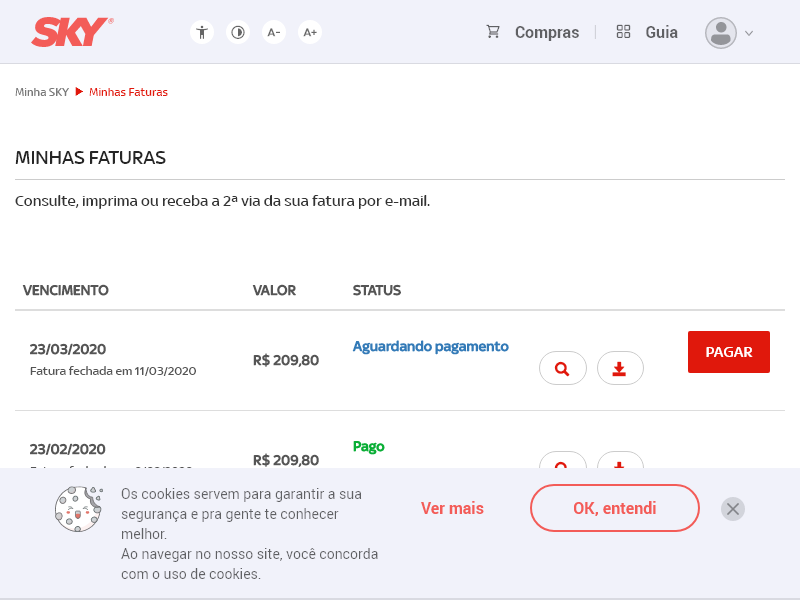 SKY®
A-
A+
Compras
Guia
Minha SKY
Minhas Faturas
MINHAS FATURAS
Consulte, imprima ou receba a 2ª via da sua fatura por e-mail.
VENCIMENTO VALOR STATUS
23/03/2020
Fatura fechada em 11/03/2020
R$ 209,80
Aguardando pagamento
PAGAR
23/02/2020
R$ 209,80
Pago
Os cookies servem para garantir a sua
segurança e pra gente te conhecer
melhor.
Ao navegar no nosso site, você concorda
com o uso de cookies.
Ver mais
OK, entendi